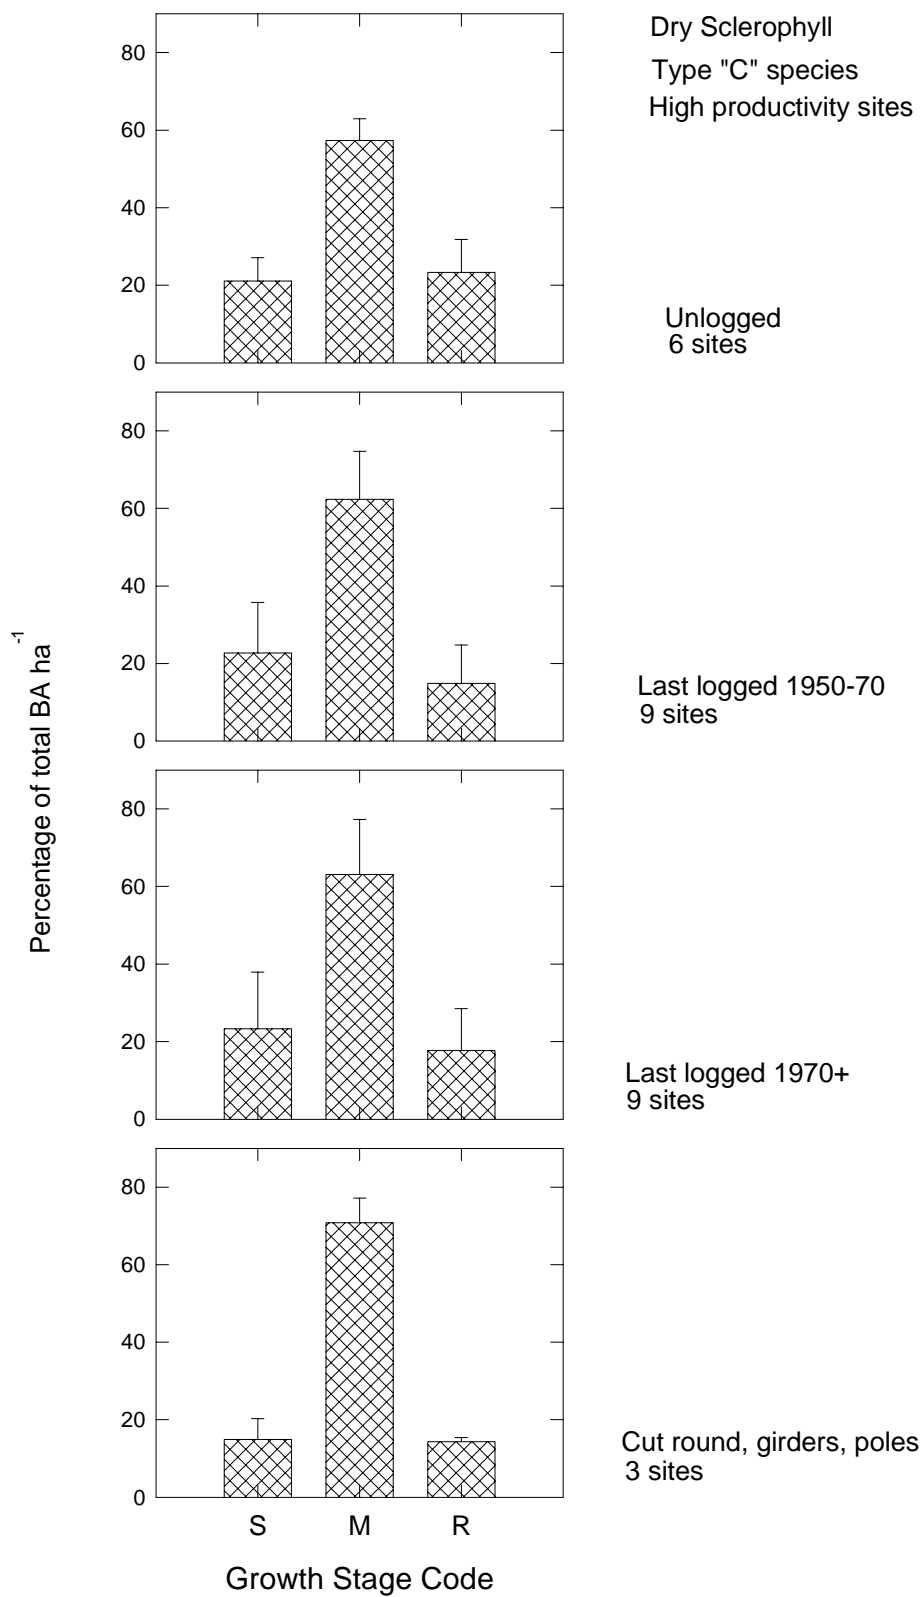 Dry Sclerophyll
Type "C" species
High productivity sites
80
60
40
20
0
Unlogged
6 sites
80
60
40
20
0
Last logged 1950-70
9 sites
Percentage of total BA ha -1
80
60
40
20
0
Last logged 1970+
9 sites
80
60
40
20
0
Cut round, girders, poles
3 sites
S M R
Growth Stage Code